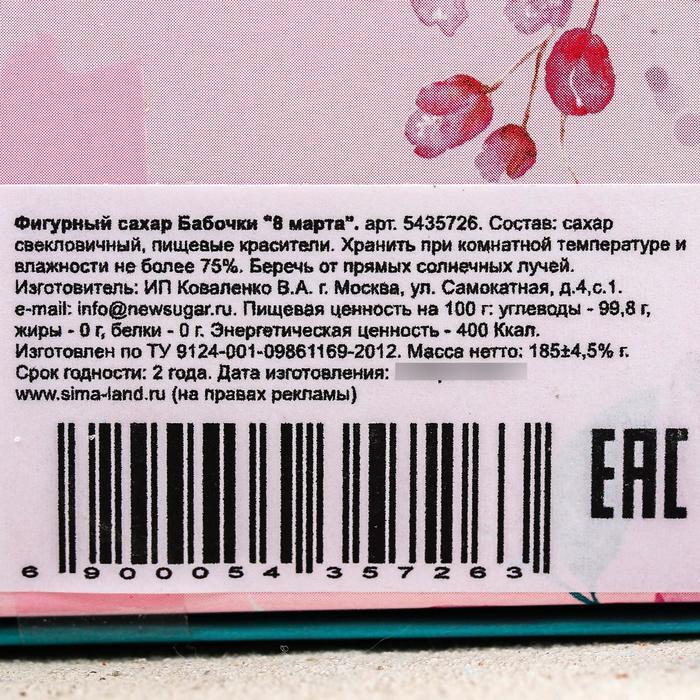 Фигурный сахар Бабочки "8 марта". арт. 5435726. Состав: сахар
свекловичный, пищевые красители. Хранить при комнатной температуре и
влажности не более 75%. Беречь от прямых солнечных лучей.
Изготовитель: ИП Коваленко В.А. г. Москва, ул. Самокатная, д.4,с.1.
e-mail: info@newsugar.ru. Пищевая ценность на 100 г: углеводы - 99,8 г,
жиры - 0 г, белки - 0 г. Энергетическая ценность - 400 Ккал.
Изготовлен по ТУ 9124-001-09861169-2012. Масса нетто: 185±4,5% г.
Срок годности: 2 года. Дата изготовления:
www.sima-land.ru (на правах рекламы)
EAC
6 900054 357263